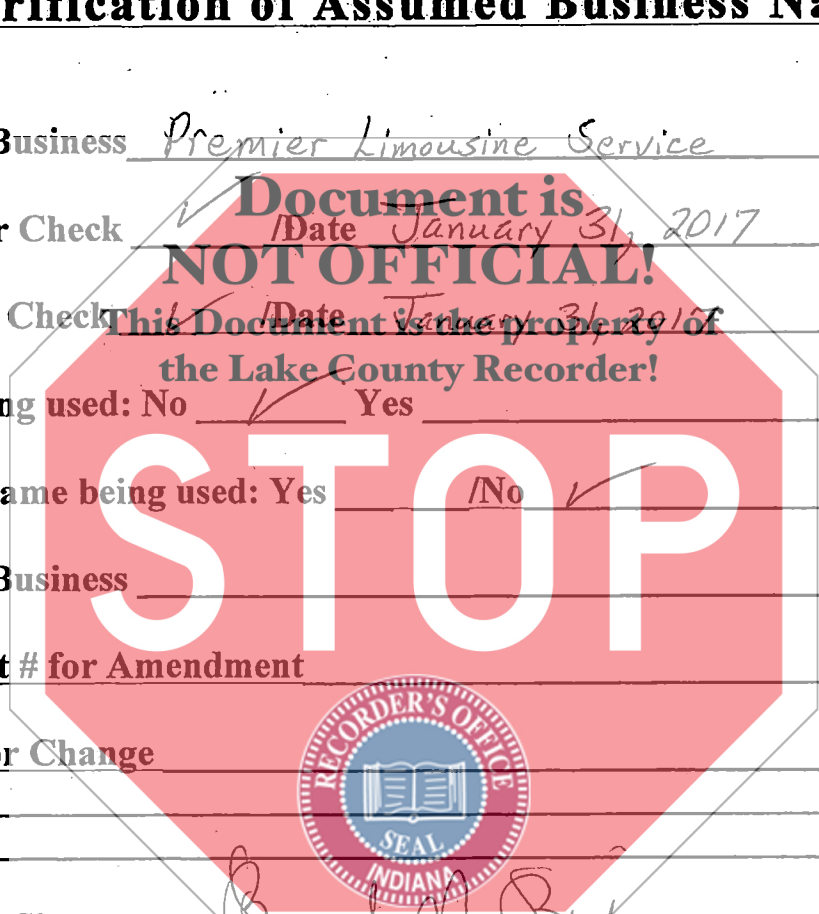 rification of Assumed Business Na
Business Premier Limousine Service
Document is
r Check ✓ /Date January 31, 2017
NOT OFFICIAL!
Check ✓ /Date January 31, 2017
This Document is the property of
the Lake County Recorder!
ng used: No ✓ Yes
STOP
ame being used: Yes /No ✓
Business
t # for Amendment
RECORDER'S OFFICE
r Change
SEAL
INDIANA